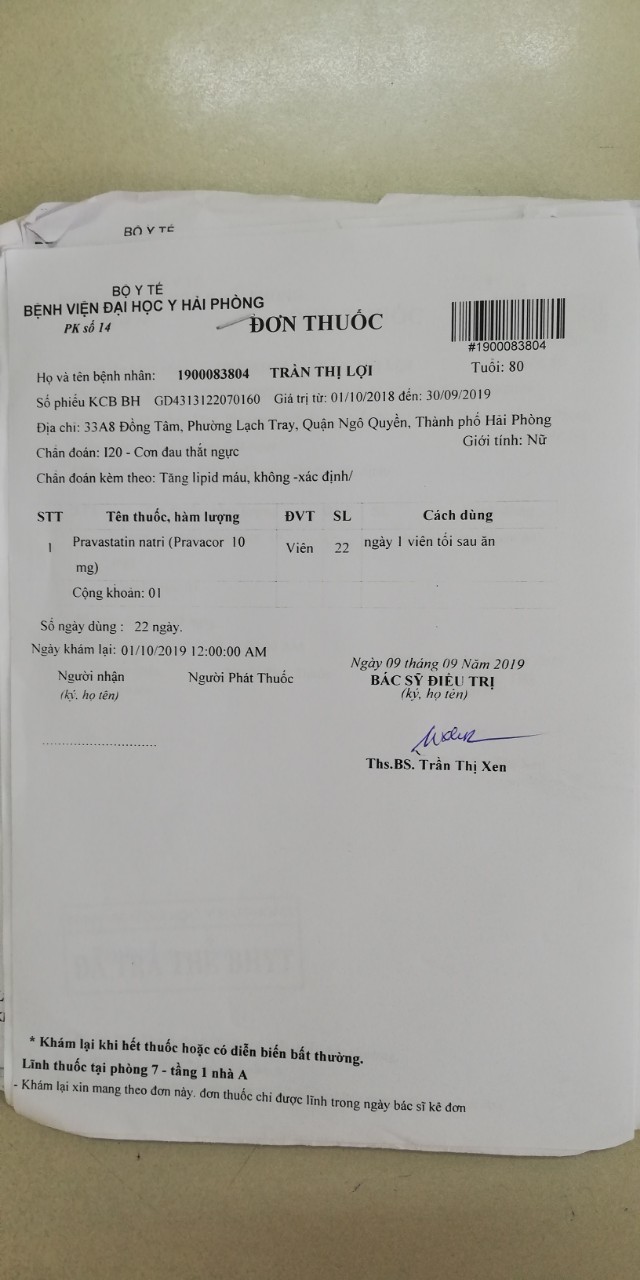 BỘ Y TẾ
BỘ Y TẾ
BỆNH VIỆN ĐẠI HỌC Y HẢI PHÒNG
PK số 14
ĐƠN THUỐC
#1900083804
Họ và tên bệnh nhân: 1900083804 TRẦN THỊ LỢI Tuổi: 80
Số phiếu KCB BH GD4313122070160 Giá trị từ: 01/10/2018 đến: 30/09/2019
Địa chỉ: 33A8 Đồng Tâm, Phường Lạch Tray, Quận Ngô Quyền, Thành phố Hải Phòng
Chẩn đoán: I20 - Cơn đau thắt ngực Giới tính: Nữ
Chẩn đoán kèm theo: Tăng lipid máu, không -xác định/
STT Tên thuốc, hàm lượng ĐVT SL Cách dùng
1 Pravastatin natri (Pravacor 10 mg) Viên 22 ngày 1 viên tối sau ăn
Cộng khoản: 01
Số ngày dùng : 22 ngày.
Ngày khám lại: 01/10/2019 12:00:00 AM
Ngày 09 tháng 09 Năm 2019
Người nhận Người Phát Thuốc BÁC SỸ ĐIỀU TRỊ
(ký, họ tên) (ký, họ tên)
Ths.BS. Trần Thị Xen
* Khám lại khi hết thuốc hoặc có diễn biến bất thường.
Lĩnh thuốc tại phòng 7 - tầng 1 nhà A
- Khám lại xin mang theo đơn này. đơn thuốc chỉ được lĩnh trong ngày bác sĩ kê đơn